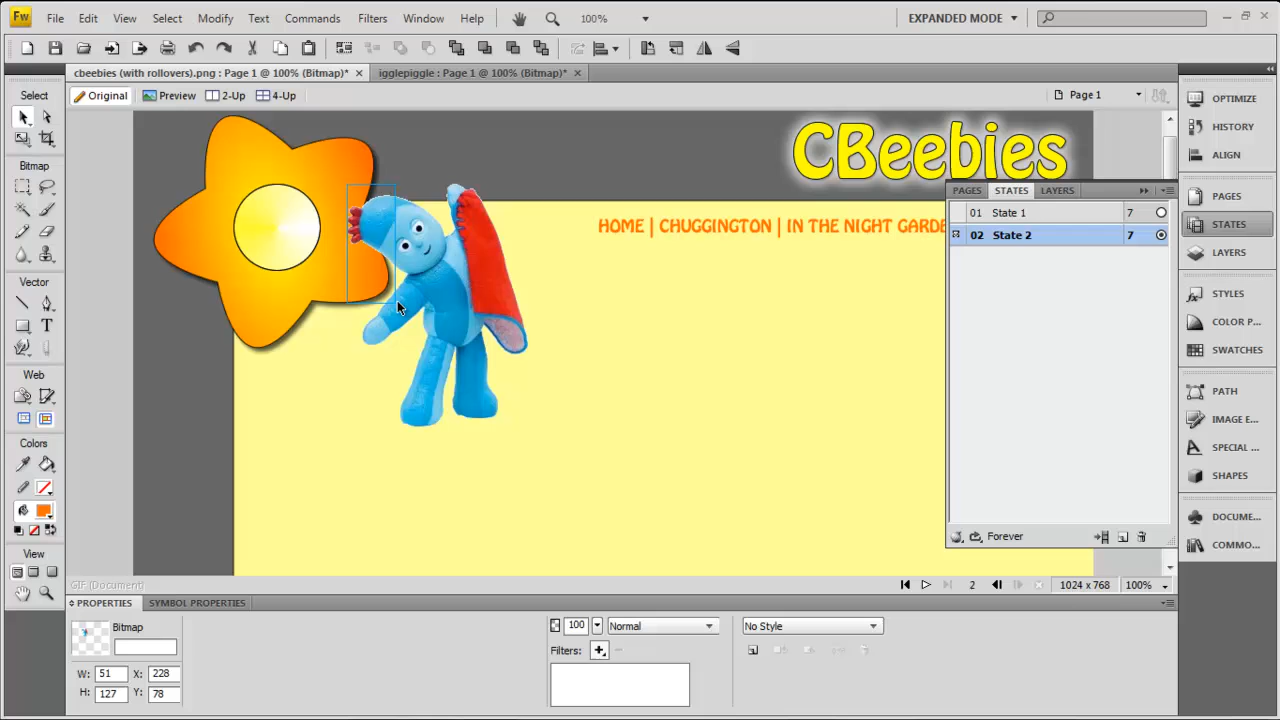 Fw File Edit View Select Modify Text Commands Filters Window Help 100% EXPANDED MODE
cbeebies (with rollovers).png : Page 1 @ 100% (Bitmap)* igglepiggle : Page 1 @ 100% (Bitmap)*
Select Original Preview 2-Up 4-Up Page 1
Bitmap
Vector
T
Web
Colors
View
CBeebies
HOME | CHUGGINGTON | IN THE NIGHT GARDE
PAGES STATES LAYERS
01 State 1 7
02 State 2 7
Forever
OPTIMIZE
HISTORY
ALIGN
PAGES
STATES
LAYERS
STYLES
COLOR P...
SWATCHES
PATH
IMAGE E...
SPECIAL ...
SHAPES
DOCUME...
COMMO...
GIF (Document) 2 1024 x 768 100%
PROPERTIES SYMBOL PROPERTIES
Bitmap 100 Normal No Style
Filters:
W: 51 X: 228
H: 127 Y: 78